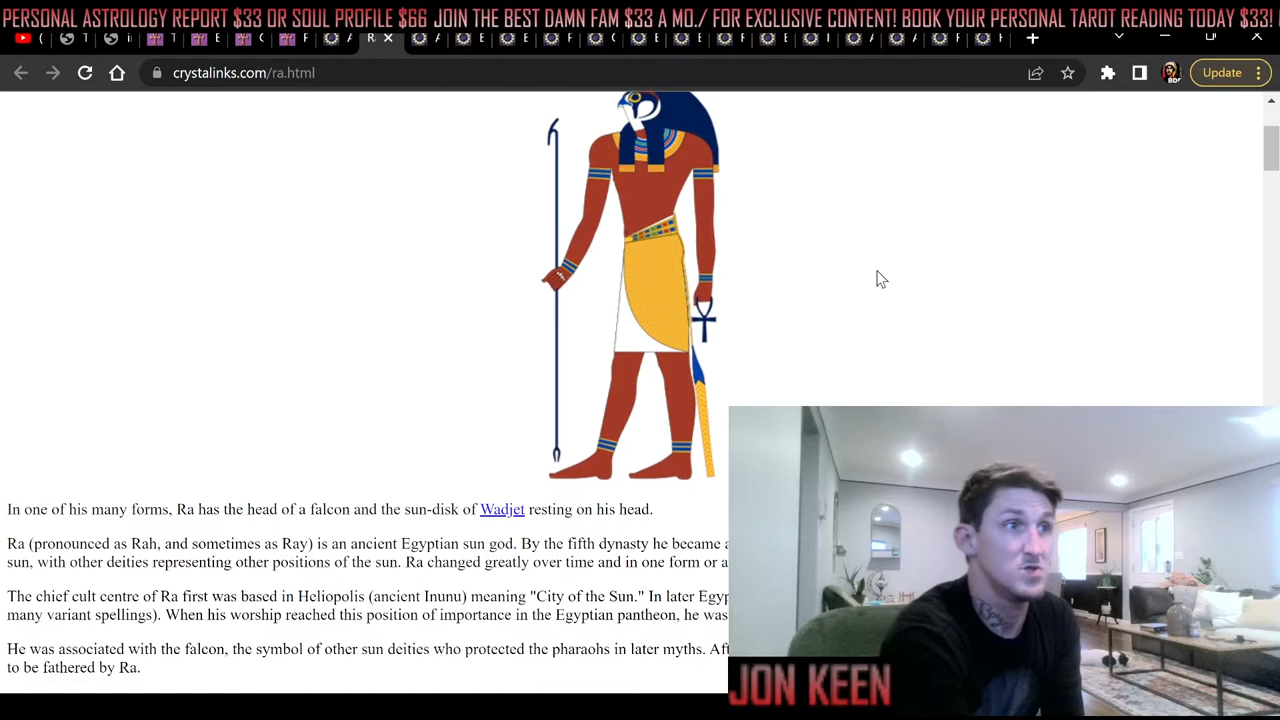 PERSONAL ASTROLOGY REPORT $33 OR SOUL PROFILE $66 JOIN THE BEST DAMN FAM $33 A MO./ FOR EXCLUSIVE CONTENT! BOOK YOUR PERSONAL TAROT READING TODAY $33!
crystalinks.com/ra.html
Update
In one of his many forms, Ra has the head of a falcon and the sun-disk of Wadjet resting on his head.
Ra (pronounced as Rah, and sometimes as Ray) is an ancient Egyptian sun god. By the fifth dynasty he became a
sun, with other deities representing other positions of the sun. Ra changed greatly over time and in one form or a
The chief cult centre of Ra first was based in Heliopolis (ancient Inunu) meaning "City of the Sun." In later Egyp
many variant spellings). When his worship reached this position of importance in the Egyptian pantheon, he was
He was associated with the falcon, the symbol of other sun deities who protected the pharaohs in later myths. Af
to be fathered by Ra.
JON KEEN